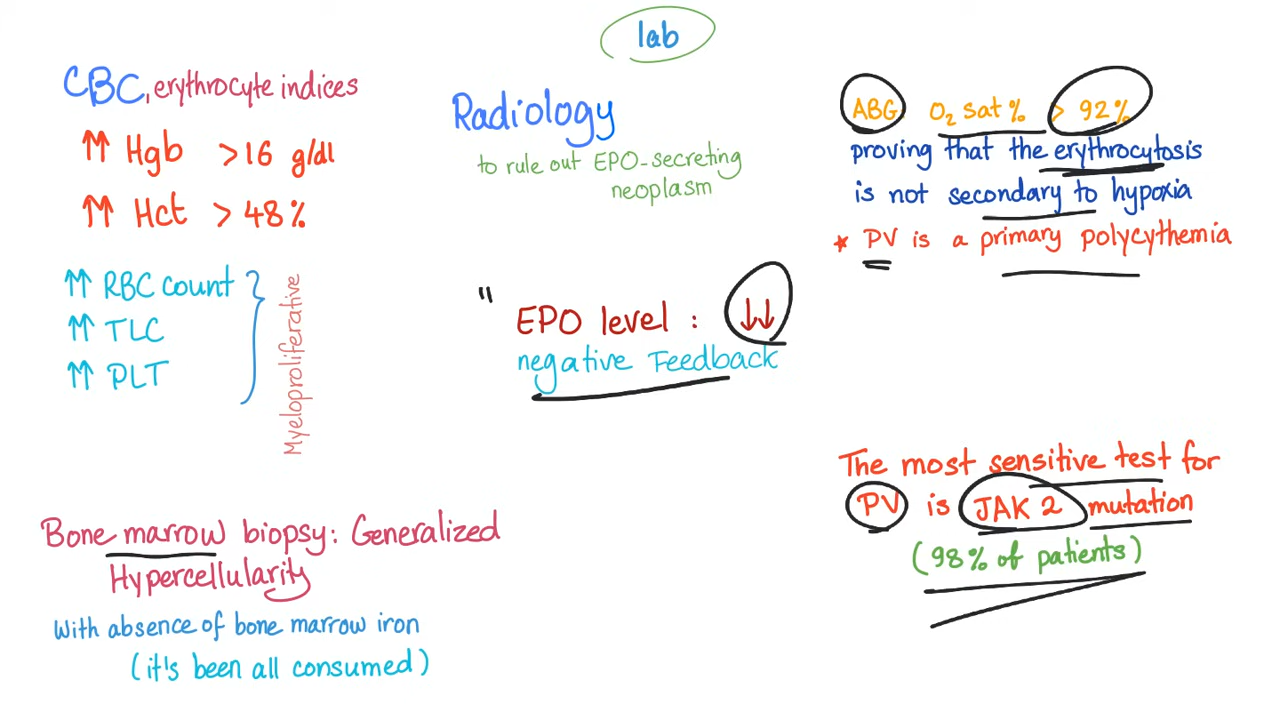 lab
CBC, erythrocyte indices
↑↑ Hgb >16 g/dl
↑↑ Hct >48%
↑↑ RBC count
↑↑ TLC
↑↑ PLT
Myeloproliferative
Bone marrow biopsy: Generalized
Hypercellularity
With absence of bone marrow iron
(it's been all consumed)
Radiology
to rule out EPO-secreting
neoplasm
" EPO level : ↓↓
negative Feedback
ABG O₂ sat % > 92%
proving that the erythrocytosis
is not secondary to hypoxia
* PV is a primary polycythemia
The most sensitive test for
PV is JAK 2 mutation
(98% of patients)